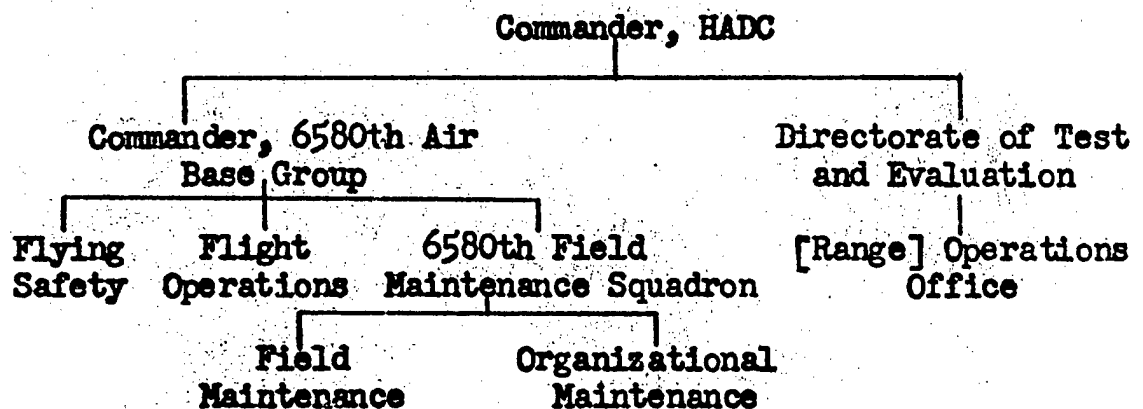 Commander, HADC
Commander, 6580th Air
Base Group
Directorate of Test
and Evaluation
Flying
Safety
Flight
Operations
6580th Field
Maintenance Squadron
[Range] Operations
Office
Field
Maintenance
Organizational
Maintenance